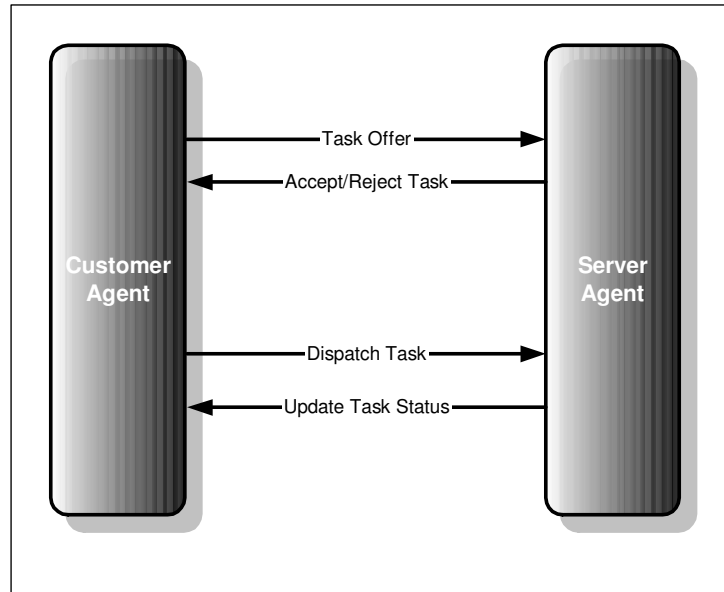 Task Offer
Accept/Reject Task
Customer
Agent
Server
Agent
Dispatch Task
Update Task Status